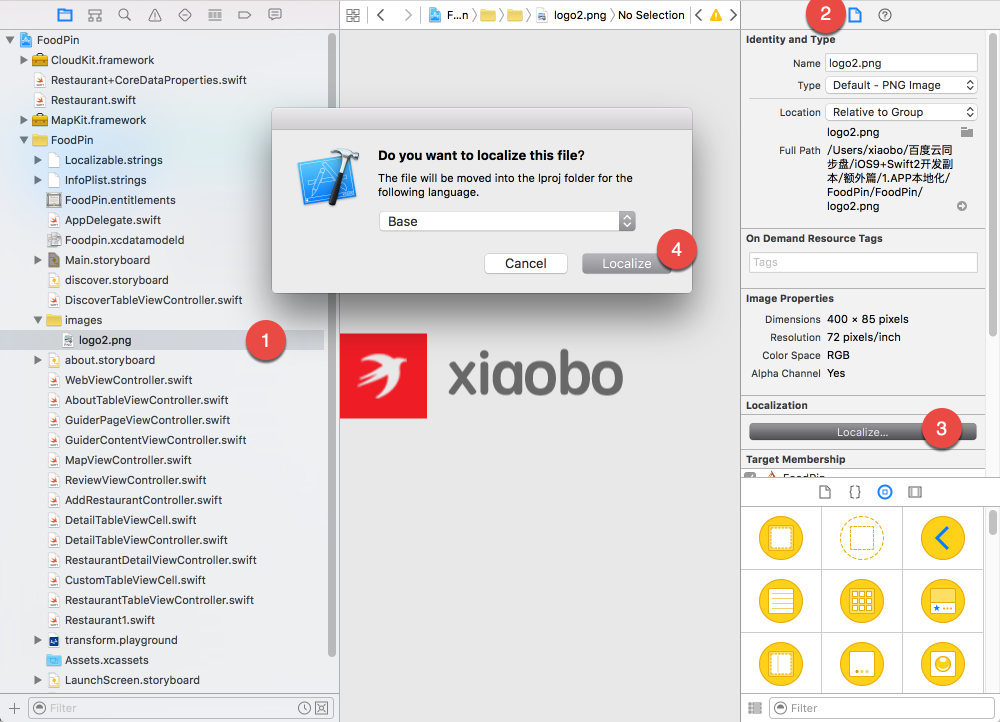 FoodPin
CloudKit.framework
Restaurant+CoreDataProperties.swift
Restaurant.swift
MapKit.framework
FoodPin
Localizable.strings
InfoPlist.strings
FoodPin.entitlements
AppDelegate.swift
Foodpin.xcdatamodeld
Main.storyboard
discover.storyboard
DiscoverTableViewController.swift
images
logo2.png
1
about.storyboard
WebViewController.swift
AboutTableViewController.swift
GuiderPageViewController.swift
GuiderContentViewController.swift
MapViewController.swift
ReviewViewController.swift
AddRestaurantController.swift
DetailTableViewCell.swift
DetailTableViewController.swift
RestaurantDetailViewController.swift
CustomTableViewCell.swift
RestaurantTableViewController.swift
Restaurant1.swift
transform.playground
Assets.xcassets
LaunchScreen.storyboard
Filter
F...n
logo2.png
No Selection
Do you want to localize this file?
The file will be moved into the lproj folder for the
following language.
Base
Cancel
Localize
4
xiaobo
2
Identity and Type
Name logo2.png
Type Default - PNG Image
Location Relative to Group
logo2.png
Full Path /Users/xiaobo/百度云同
步盘/iOS9+Swift2开发副
本/额外篇/1.APP本地化/
FoodPin/FoodPin/
logo2.png
On Demand Resource Tags
Tags
Image Properties
Dimensions 400 × 85 pixels
Resolution 72 pixels/inch
Color Space RGB
Alpha Channel Yes
Localization
Localize...
3
Target Membership
FoodPin
Filter